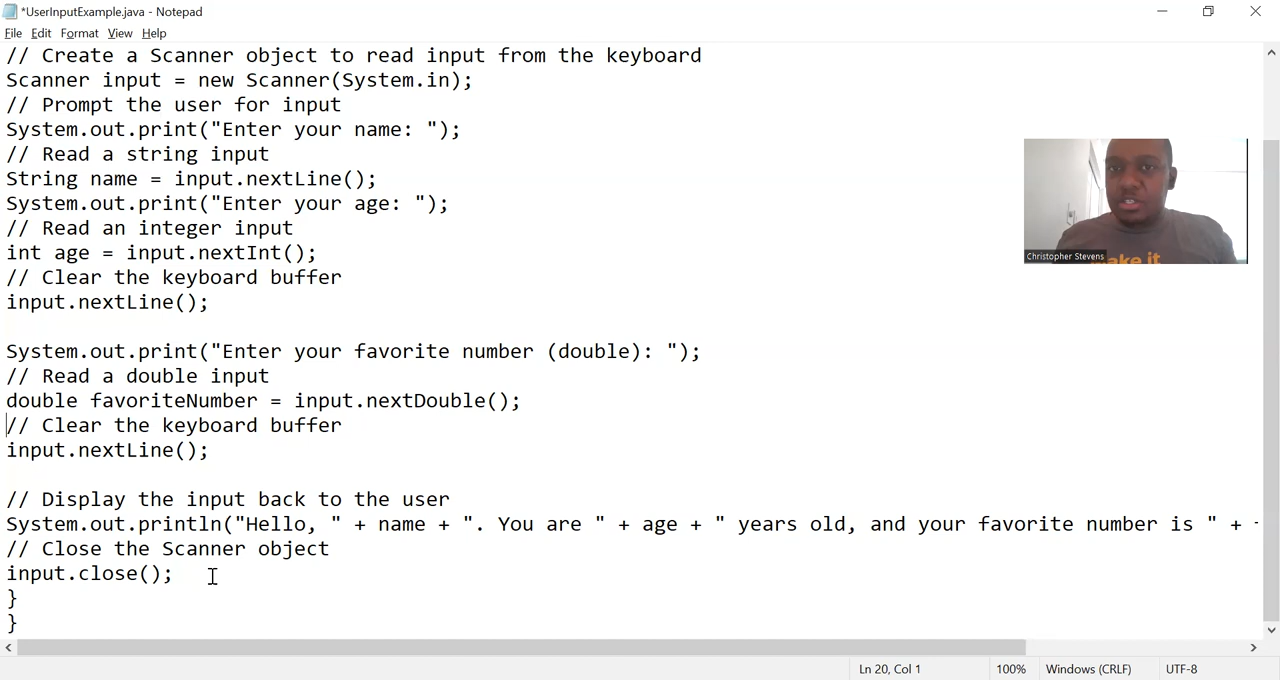 *UserInputExample.java - Notepad
File Edit Format View Help
// Create a Scanner object to read input from the keyboard
Scanner input = new Scanner(System.in);
// Prompt the user for input
System.out.print("Enter your name: ");
// Read a string input
String name = input.nextLine();
System.out.print("Enter your age: ");
// Read an integer input
int age = input.nextInt();
// Clear the keyboard buffer
input.nextLine();
System.out.print("Enter your favorite number (double): ");
// Read a double input
double favoriteNumber = input.nextDouble();
// Clear the keyboard buffer
input.nextLine();
// Display the input back to the user
System.out.println("Hello, " + name + ". You are " + age + " years old, and your favorite number is " +
// Close the Scanner object
input.close();
}
}
Christopher Stevens
make it
Ln 20, Col 1 100% Windows (CRLF) UTF-8